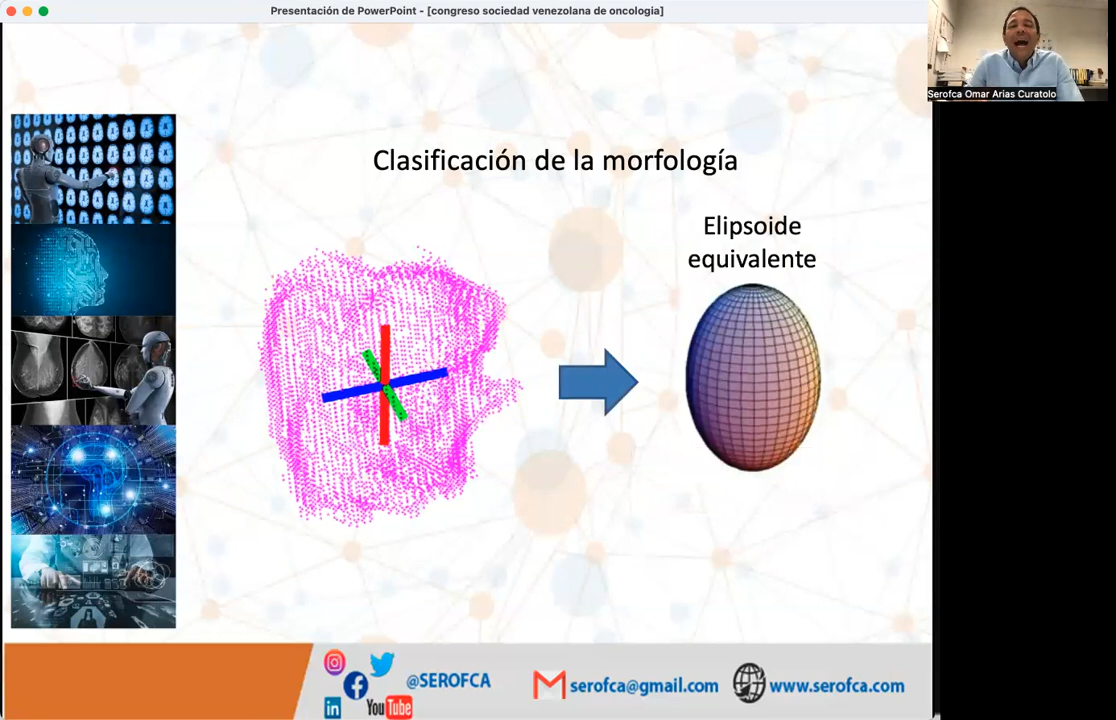 Presentación de PowerPoint - [congreso sociedad venezolana de oncologia]
Serofca Omar Arias Curatolo
Clasificación de la morfología
Elipsoide
equivalente
@SEROFCA
serofca@gmail.com
www.serofca.com
in
YouTube